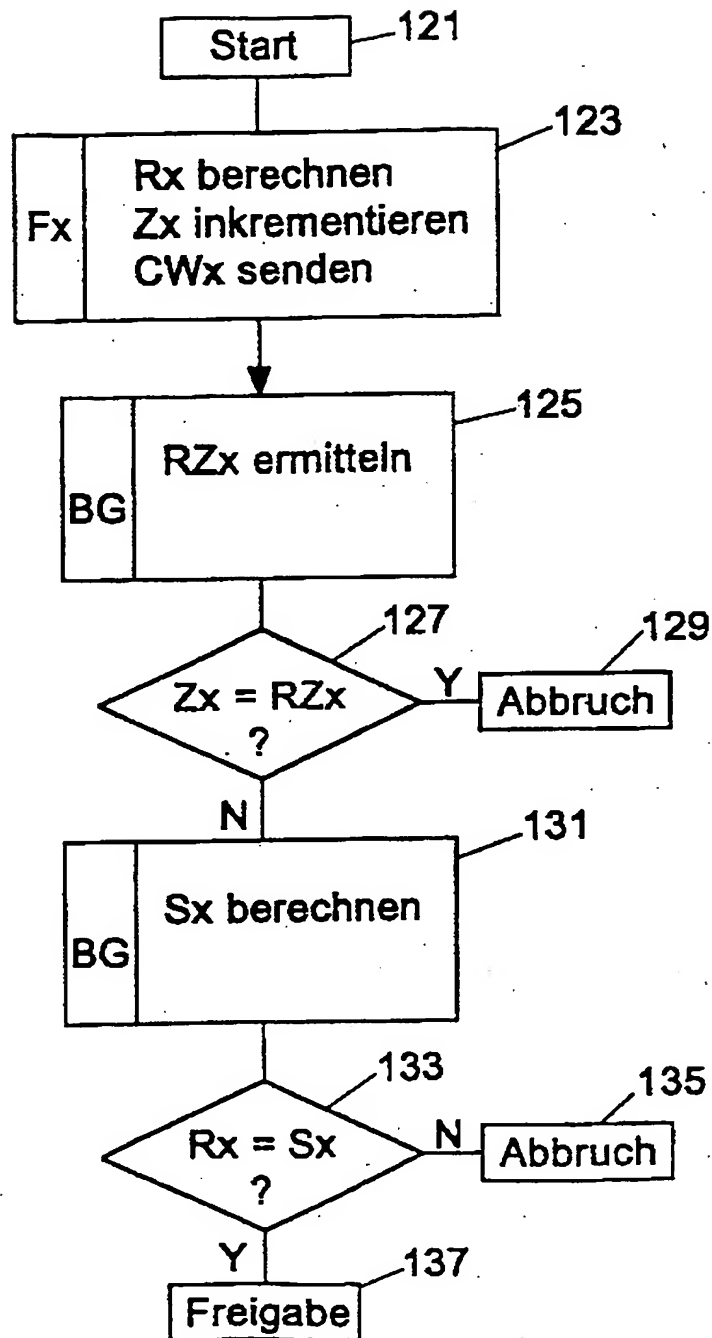 Start
121
123
Fx
Rx berechnen
Zx inkrementieren
CWx senden
125
BG
RZx ermitteln
127
Zx = RZx
?
Y
129
Abbruch
N
131
BG
Sx berechnen
133
Rx = Sx
?
N
135
Abbruch
Y
137
Freigabe